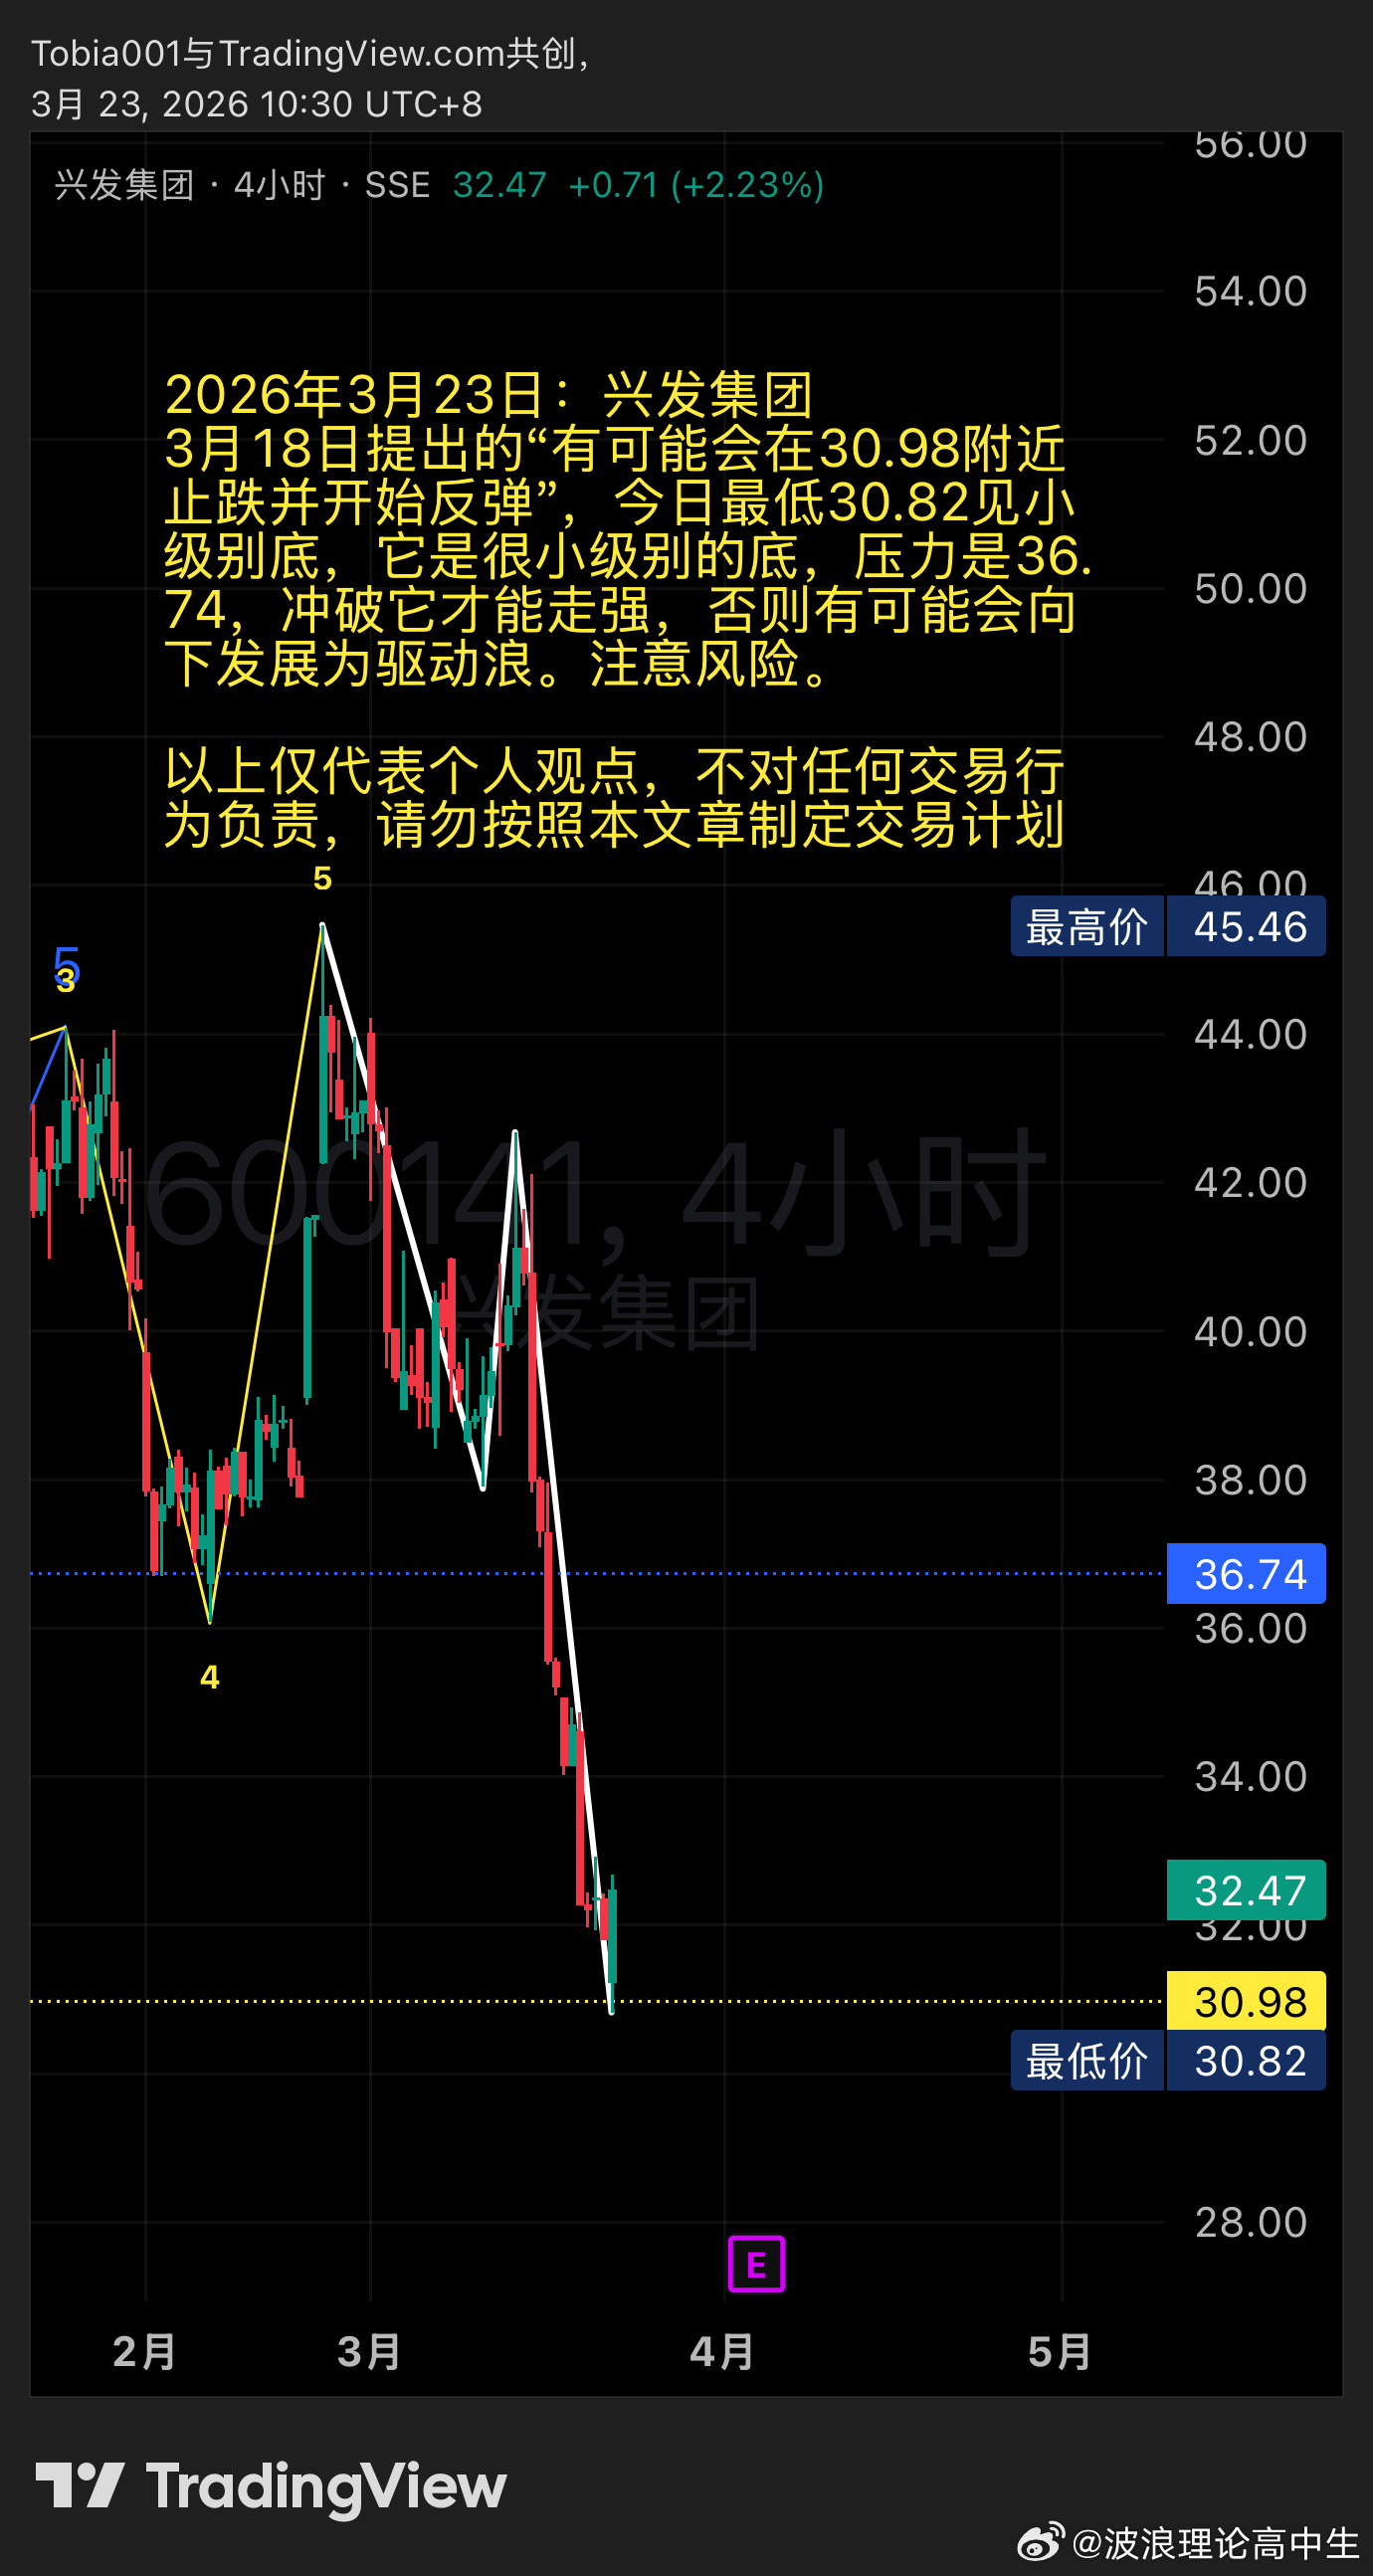 Tobia001与TradingView.com共创，
3月 23, 2026 10:30 UTC+8
56.00
兴发集团 · 4小时 · SSE 32.47 +0.71 (+2.23%)
54.00
2026年3月23日：兴发集团
3月18日提出的“有可能会在30.98附近
止跌并开始反弹”，今日最低30.82见小
级别底，它是很小级别的底，压力是36.
74，冲破它才能走强，否则有可能会向
下发展为驱动浪。注意风险。
52.00
50.00
48.00
以上仅代表个人观点，不对任何交易行
为负责，请勿按照本文章制定交易计划
5
46.00
最高价 45.46
5
3
44.00
600141，4小时
兴发集团
42.00
40.00
38.00
36.74
36.00
4
34.00
32.47
32.00
30.98
最低价 30.82
28.00
E
2月 3月 4月 5月
TradingView
@波浪理论高中生